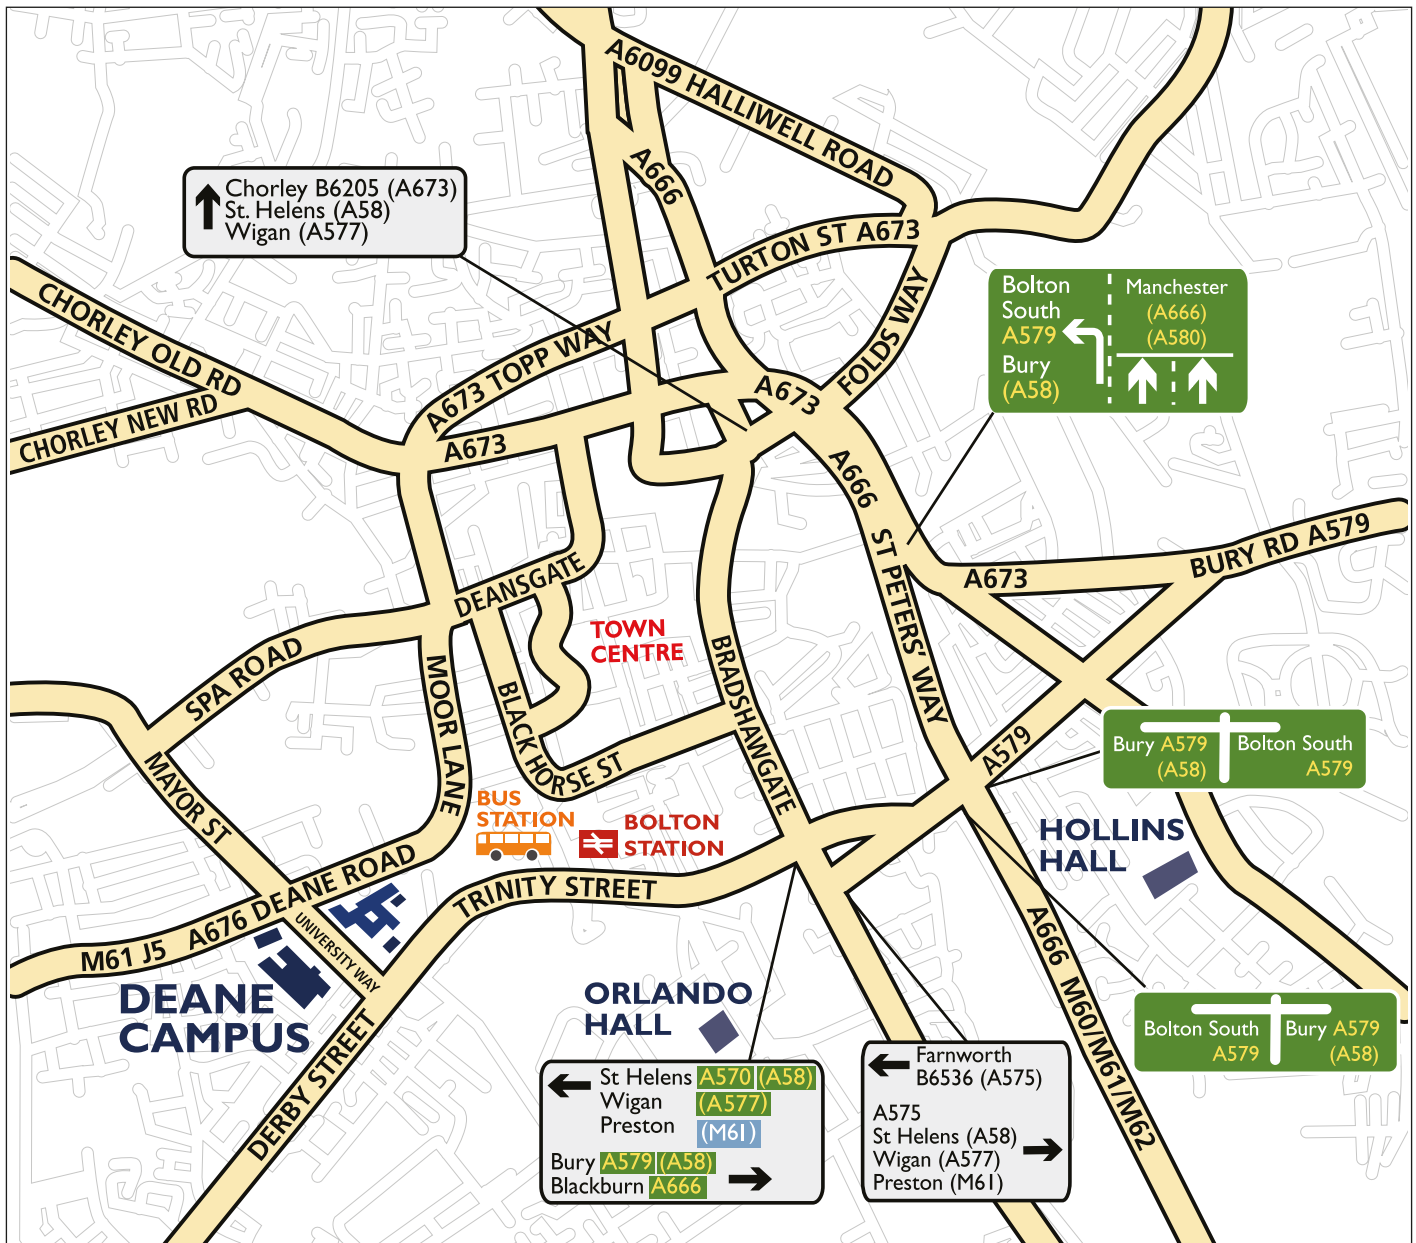 A6099 HALLIWELL ROAD
A666
Chorley B6205 (A673)
St. Helens (A58)
Wigan (A577)
TURTON ST A673
FOLDS WAY
Bolton
South
A579
Bury
(A58)
Manchester
(A666)
(A580)
CHORLEY OLD RD
CHORLEY NEW RD
A673 TOPP WAY
A673
A673
A666
ST PETERS' WAY
A673
BURY RD A579
DEANSGATE
TOWN
CENTRE
SPA ROAD
MOOR LANE
BLACK HORSE ST
BRADSHAWGATE
A579
Bury A579
(A58)
Bolton South
A579
MAYOR ST
BUS
STATION
BOLTON
STATION
HOLLINS
HALL
M61 J5
A676 DEANE ROAD
TRINITY STREET
UNIVERSITY WAY
DEANE
CAMPUS
DERBY STREET
ORLANDO
HALL
A666 M60/M61/M62
Bolton South
A579
Bury A579
(A58)
St Helens A570 (A58)
Wigan (A577)
Preston (M61)
Bury A579 (A58)
Blackburn A666
Farnworth
B6536 (A575)
A575
St Helens (A58)
Wigan (A577)
Preston (M61)